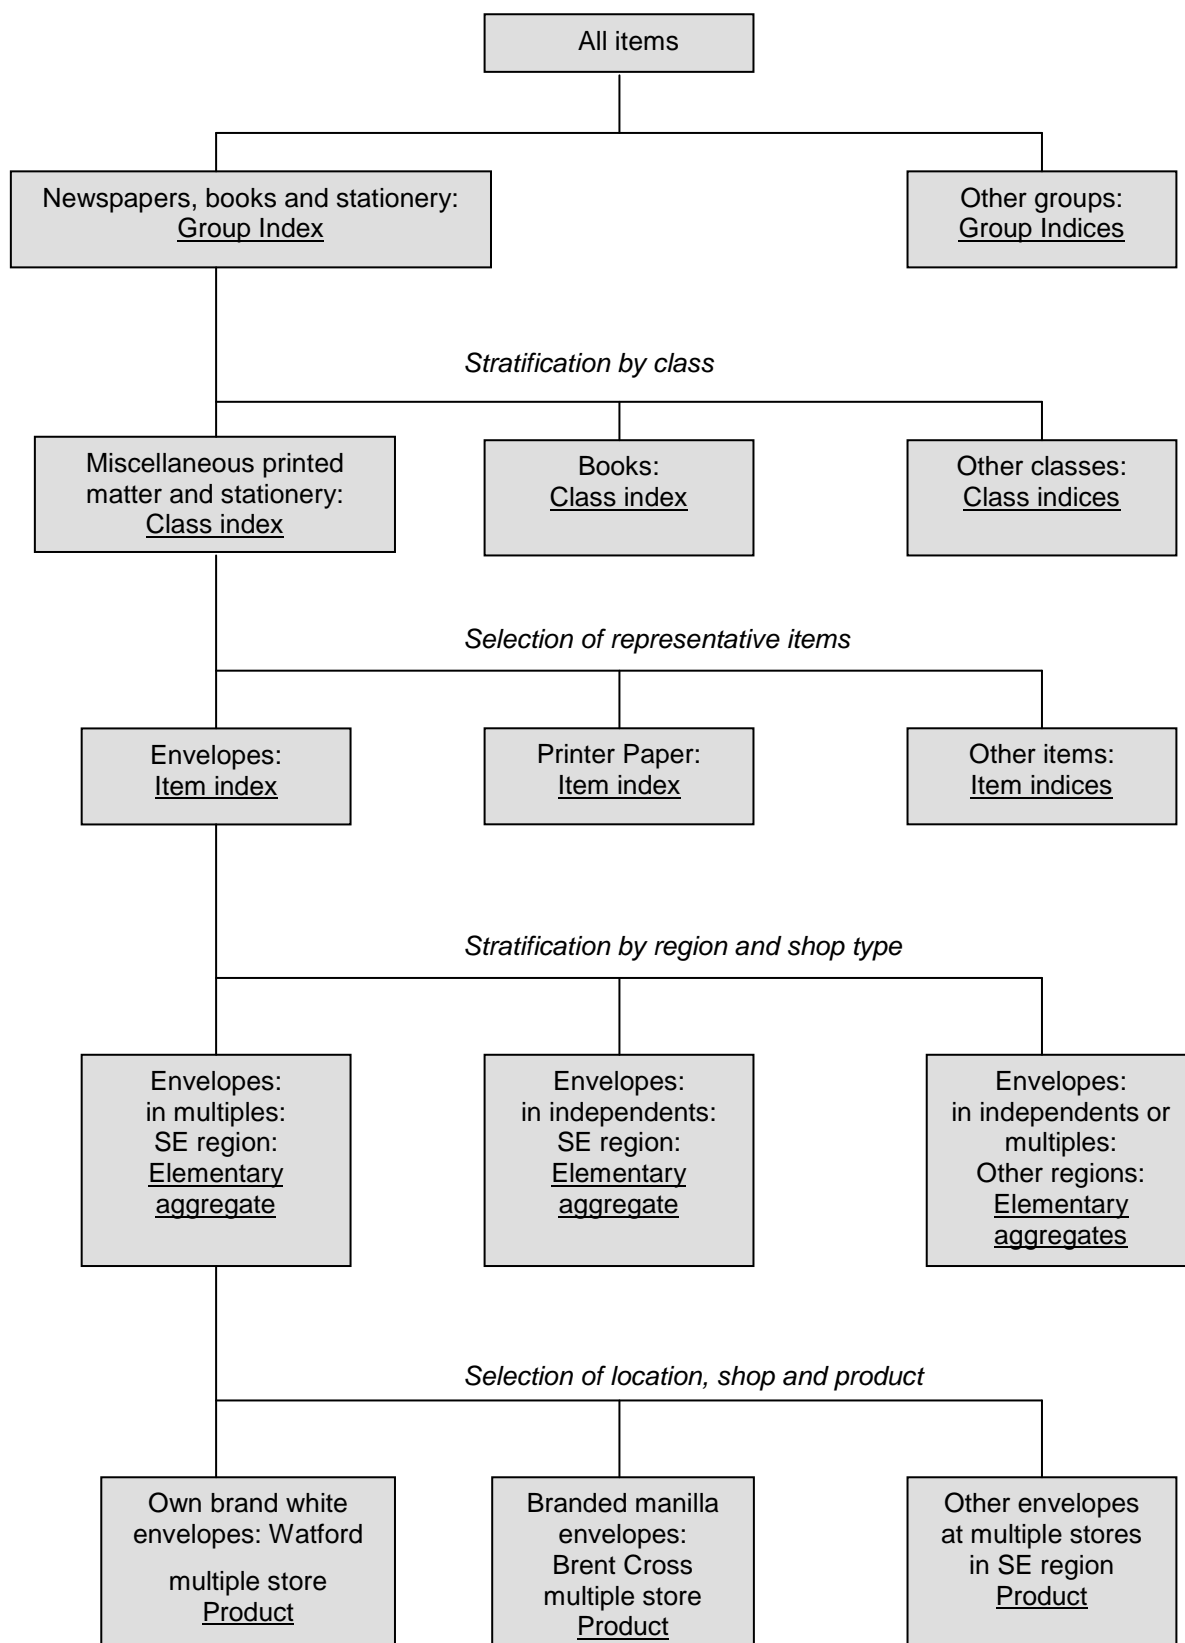 All items
Newspapers, books and stationery:
Group Index
Other groups:
Group Indices
Stratification by class
Miscellaneous printed
matter and stationery:
Class index
Books:
Class index
Other classes:
Class indices
Selection of representative items
Envelopes:
Item index
Printer Paper:
Item index
Other items:
Item indices
Stratification by region and shop type
Envelopes:
in multiples:
SE region:
Elementary
aggregate
Envelopes:
in independents:
SE region:
Elementary
aggregate
Envelopes:
in independents or
multiples:
Other regions:
Elementary
aggregates
Selection of location, shop and product
Own brand white
envelopes: Watford
multiple store
Product
Branded manilla
envelopes:
Brent Cross
multiple store
Product
Other envelopes
at multiple stores
in SE region
Product